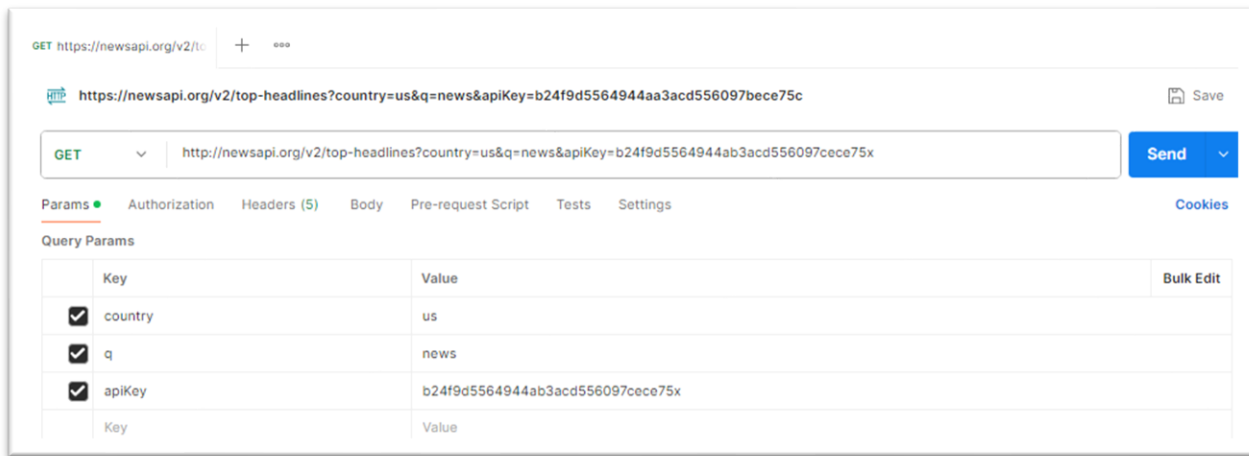 GET https://newsapi.org/v2/to + ooo
HTTP https://newsapi.org/v2/top-headlines?country=us&q=news&apiKey=b24f9d5564944aa3acd556097bece75c Save
GET http://newsapi.org/v2/top-headlines?country=us&q=news&apiKey=b24f9d5564944ab3acd556097cece75x Send
Params Authorization Headers (5) Body Pre-request Script Tests Settings Cookies
Query Params
Key Value Bulk Edit
country us
q news
apiKey b24f9d5564944ab3acd556097cece75x
Key Value